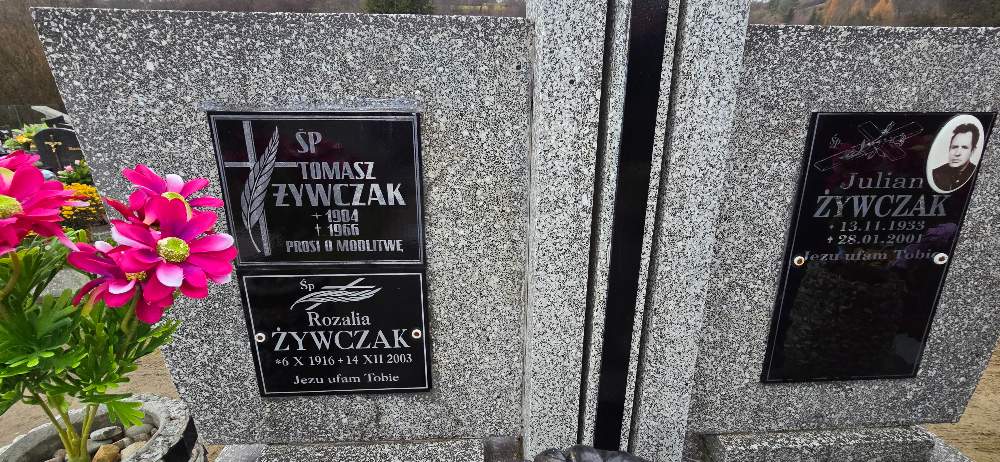 ŚP
TOMASZ
ŻYWCZAK
+ 1904
+ 1966
PROSI O MODLITWĘ
Śp
Rozalia
ŻYWCZAK
*6 X 1916 + 14 XII 2003
Jezu ufam Tobie
Julian
ŻYWCZAK
- 13.11.1933
- 28.01.2001
Jezu ufam Tobie